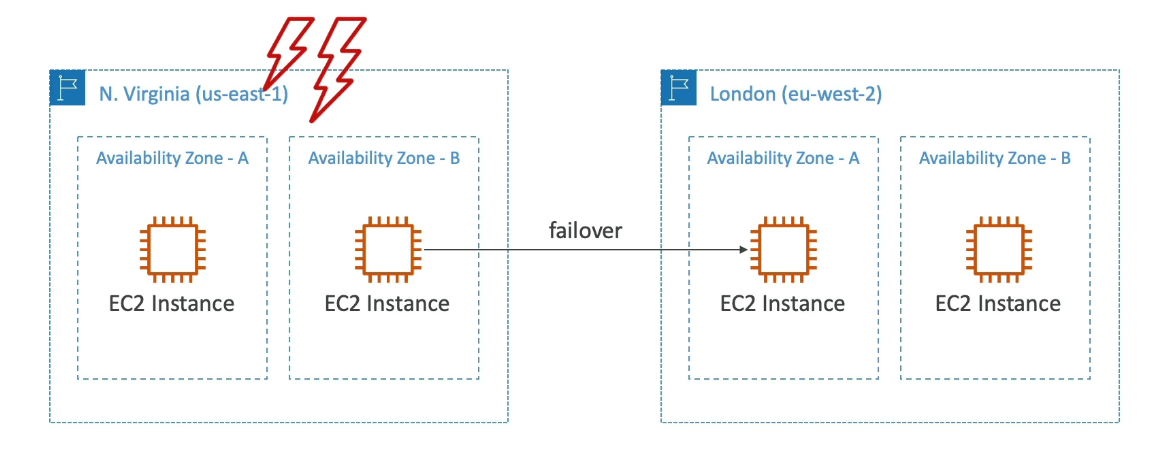 N. Virginia (us-east-1)
London (eu-west-2)
Availability Zone - A
Availability Zone - B
Availability Zone - A
Availability Zone - B
failover
EC2 Instance
EC2 Instance
EC2 Instance
EC2 Instance